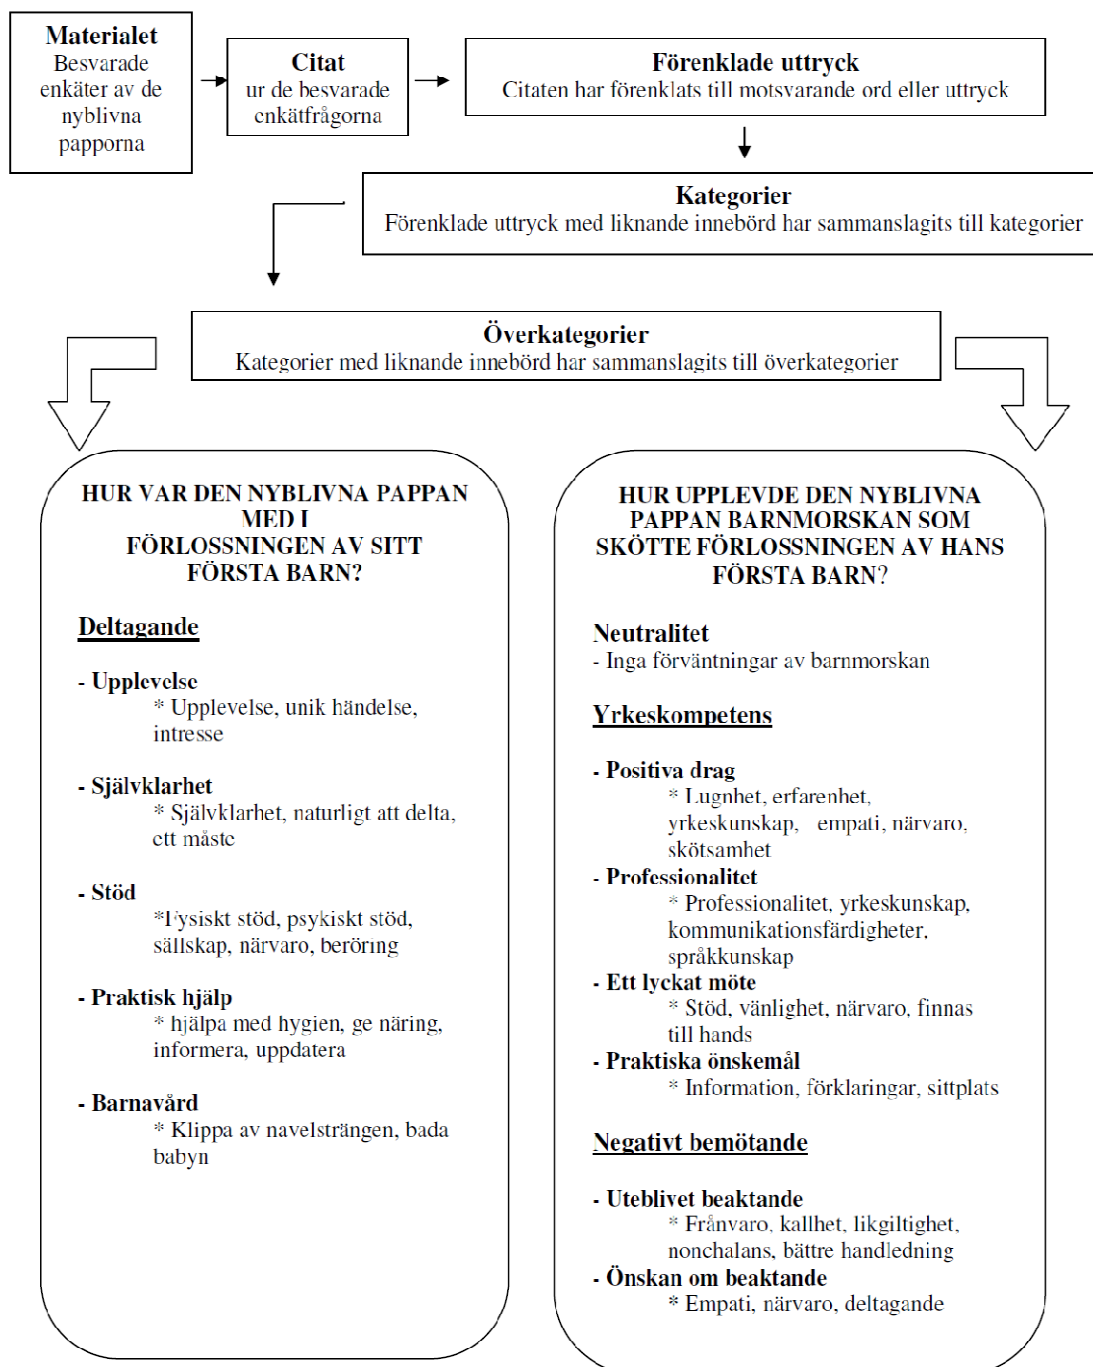 Materialet
Besvarade
enkäter av de
nyblivna
papporna
Citat
ur de besvarade
enkätfrågorna
Förenklade uttryck
Citaten har förenklats till motsvarande ord eller uttryck
Kategorier
Förenklade uttryck med liknande innebörd har sammanslagits till kategorier
Överkategorier
Kategorier med liknande innebörd har sammanslagits till överkategorier
HUR VAR DEN NYBLIVNA PAPPAN
MED I
FÖRLOSSNINGEN AV SITT
FÖRSTA BARN?
Deltagande
- Upplevelse
* Upplevelse, unik händelse,
intresse
- Självklarhet
* Självklarhet, naturligt att delta,
ett måste
- Stöd
*Fysiskt stöd, psykiskt stöd,
sällskap, närvaro, beröring
- Praktisk hjälp
* hjälpa med hygien, ge näring,
informera, uppdatera
- Barnavård
* Klippa av navelsträngen, bada
babyn
HUR UPPLEVDE DEN NYBLIVNA
PAPPAN BARNMORSKAN SOM
SKÖTTE FÖRLOSSNINGEN AV HANS
FÖRSTA BARN?
Neutralitet
- Inga förväntningar av barnmorskan
Yrkeskompetens
- Positiva drag
* Lugnhet, erfarenhet,
yrkeskunskap, empati, närvaro,
skötsamhet
- Professionalitet
* Professionalitet, yrkeskunskap,
kommunikationsfärdigheter,
språkkunskap
- Ett lyckat möte
* Stöd, vänlighet, närvaro, finnas
till hands
- Praktiska önskemål
* Information, förklaringar, sittplats
Negativt bemötande
- Uteblivet beaktande
* Frånvaro, kallhet, likgiltighet,
nonchalans, bättre handledning
- Önskan om beaktande
* Empati, närvaro, deltagande